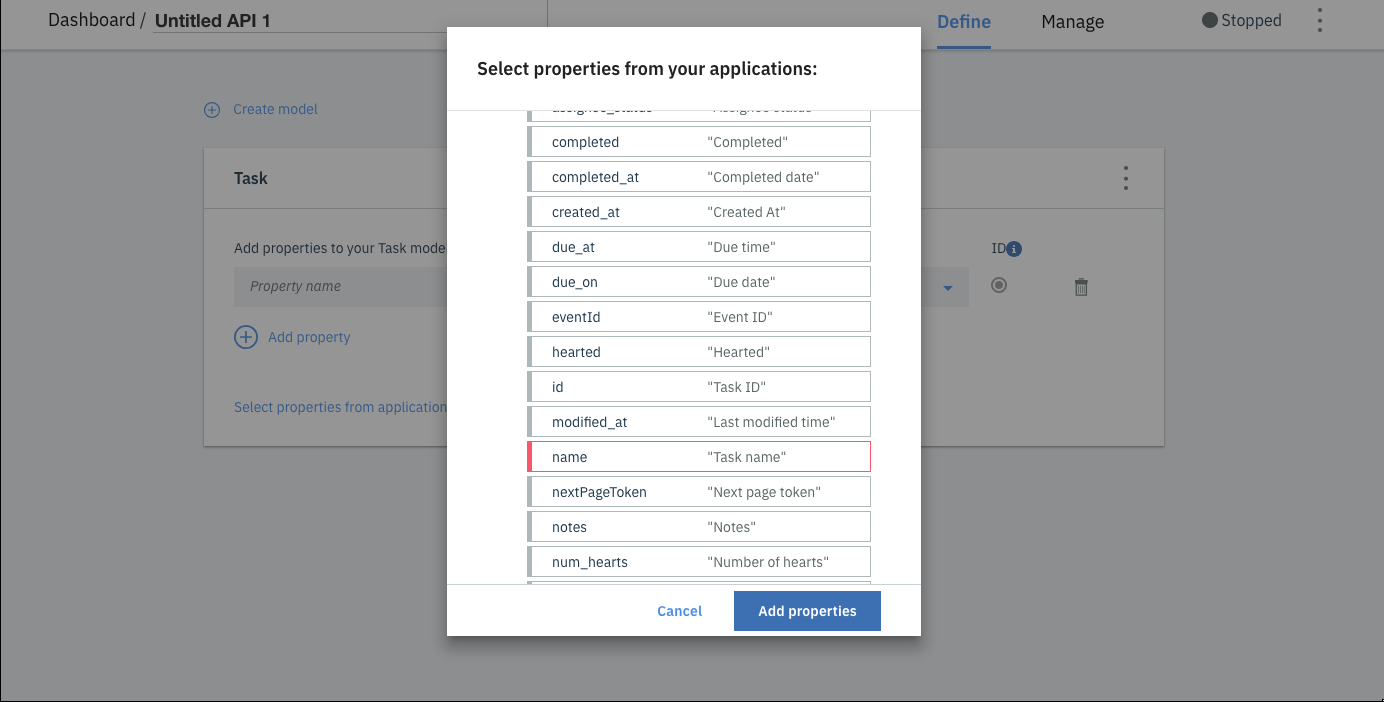 Dashboard / Untitled API 1
Define
Manage
Stopped
Create model
Task
Add properties to your Task mode
ID
Property name
Add property
Select properties from application
Select properties from your applications:
completed "Completed"
completed_at "Completed date"
created_at "Created At"
due_at "Due time"
due_on "Due date"
eventId "Event ID"
hearted "Hearted"
id "Task ID"
modified_at "Last modified time"
name "Task name"
nextPageToken "Next page token"
notes "Notes"
num_hearts "Number of hearts"
Cancel
Add properties